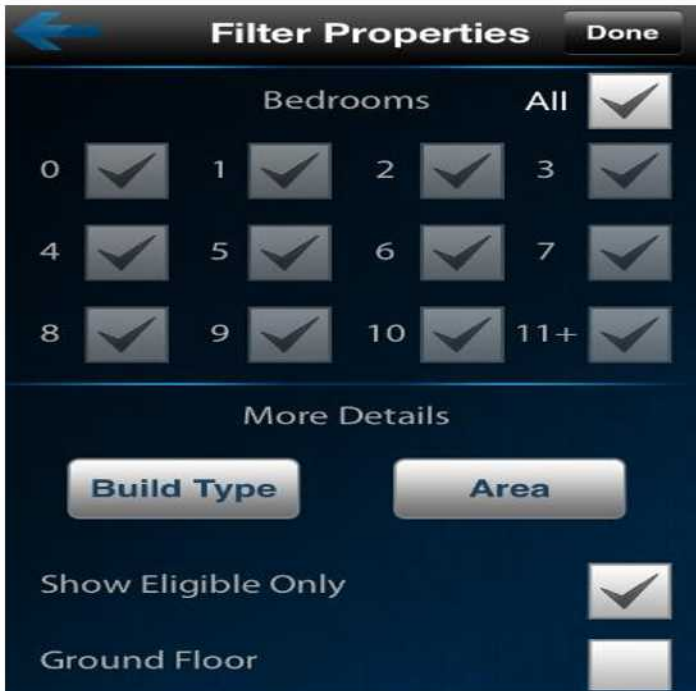 Filter Properties Done
Bedrooms All
0 1 2 3
4 5 6 7
8 9 10 11+
More Details
Build Type Area
Show Eligible Only
Ground Floor